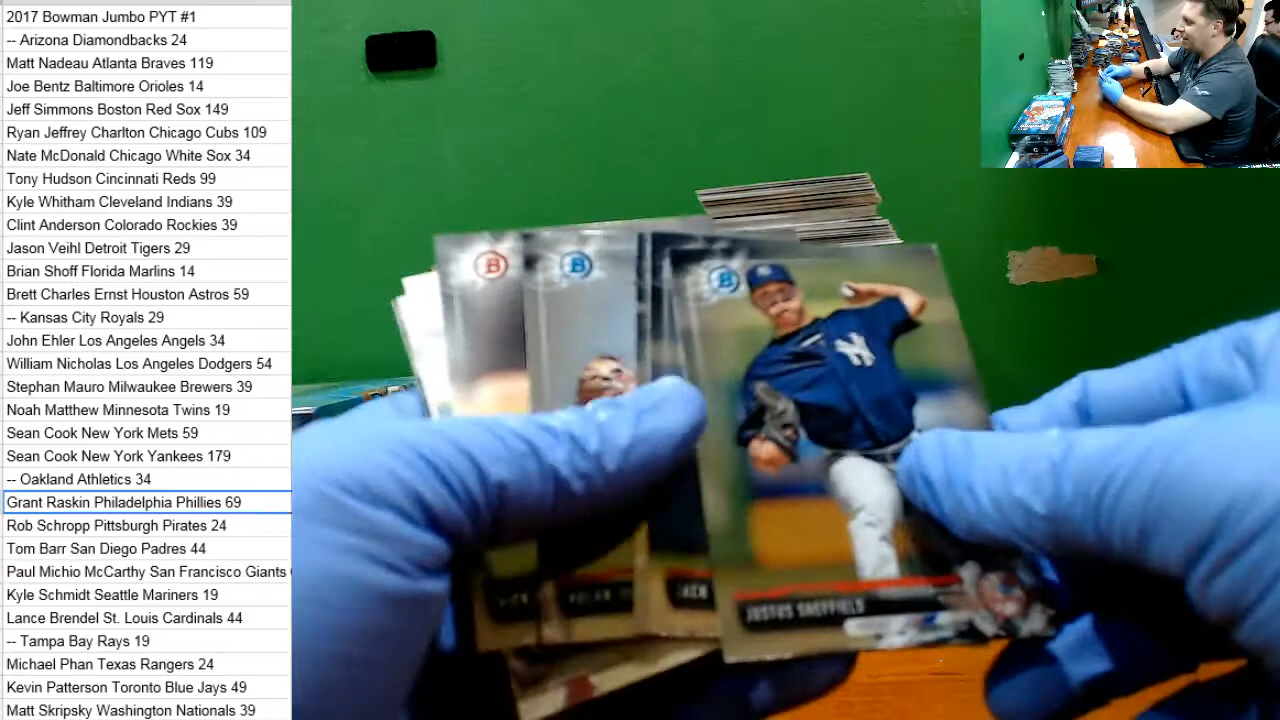 2017 Bowman Jumbo PYT #1
-- Arizona Diamondbacks 24
Matt Nadeau Atlanta Braves 119
Joe Bentz Baltimore Orioles 14
Jeff Simmons Boston Red Sox 149
Ryan Jeffrey Charlton Chicago Cubs 109
Nate McDonald Chicago White Sox 34
Tony Hudson Cincinnati Reds 99
Kyle Whitham Cleveland Indians 39
Clint Anderson Colorado Rockies 39
Jason Veihl Detroit Tigers 29
Brian Shoff Florida Marlins 14
Brett Charles Ernst Houston Astros 59
-- Kansas City Royals 29
John Ehler Los Angeles Angels 34
William Nicholas Los Angeles Dodgers 54
Stephan Mauro Milwaukee Brewers 39
Noah Matthew Minnesota Twins 19
Sean Cook New York Mets 59
Sean Cook New York Yankees 179
-- Oakland Athletics 34
Grant Raskin Philadelphia Phillies 69
Rob Schropp Pittsburgh Pirates 24
Tom Barr San Diego Padres 44
Paul Michio McCarthy San Francisco Giants
Kyle Schmidt Seattle Mariners 19
Lance Brendel St. Louis Cardinals 44
-- Tampa Bay Rays 19
Michael Phan Texas Rangers 24
Kevin Patterson Toronto Blue Jays 49
Matt Skripsky Washington Nationals 39
B
B
B
NY
ZACH
JUSTUS SHEFFIELD